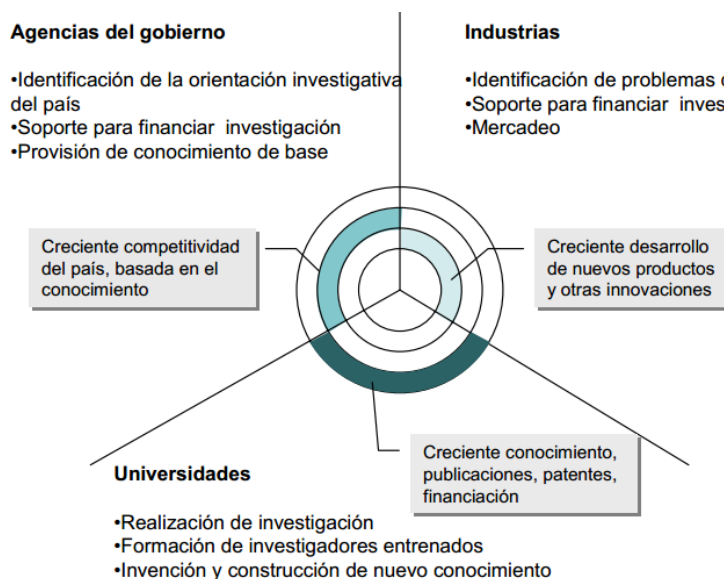 Agencias del gobierno
•Identificación de la orientación investigativa
del país
•Soporte para financiar investigación
•Provisión de conocimiento de base
Industrias
•Identificación de problemas
•Soporte para financiar
•Mercadeo
Creciente competitividad
del país, basada en el
conocimiento
Creciente desarrollo
de nuevos productos
y otras innovaciones
Creciente conocimiento,
publicaciones, patentes,
financiación
Universidades
•Realización de investigación
•Formación de investigadores entrenados
•Invención y construcción de nuevo conocimiento